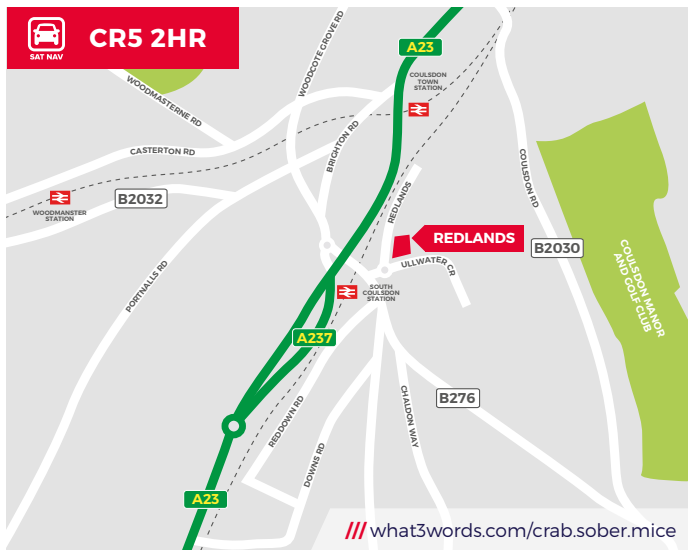 SAT NAV
CR5 2HR
WOODCOTE GROVE RD
A23
COULSDON
TOWN
STATION
WOODMASTERNE RD
BRIGHTON RD
CASTERTON RD
COULSDON RD
B2032
WOODMANSTER
STATION
REDLANDS
REDLANDS
B2030
ULLWATER CR
COULSDON MANOR
AND GOLF CLUB
PORTNALLS RD
SOUTH
COULSDON
STATION
A237
B276
CHALDON WAY
REDDOWN RD
DOWNS RD
A23
/// what3words.com/crab.sober.mice